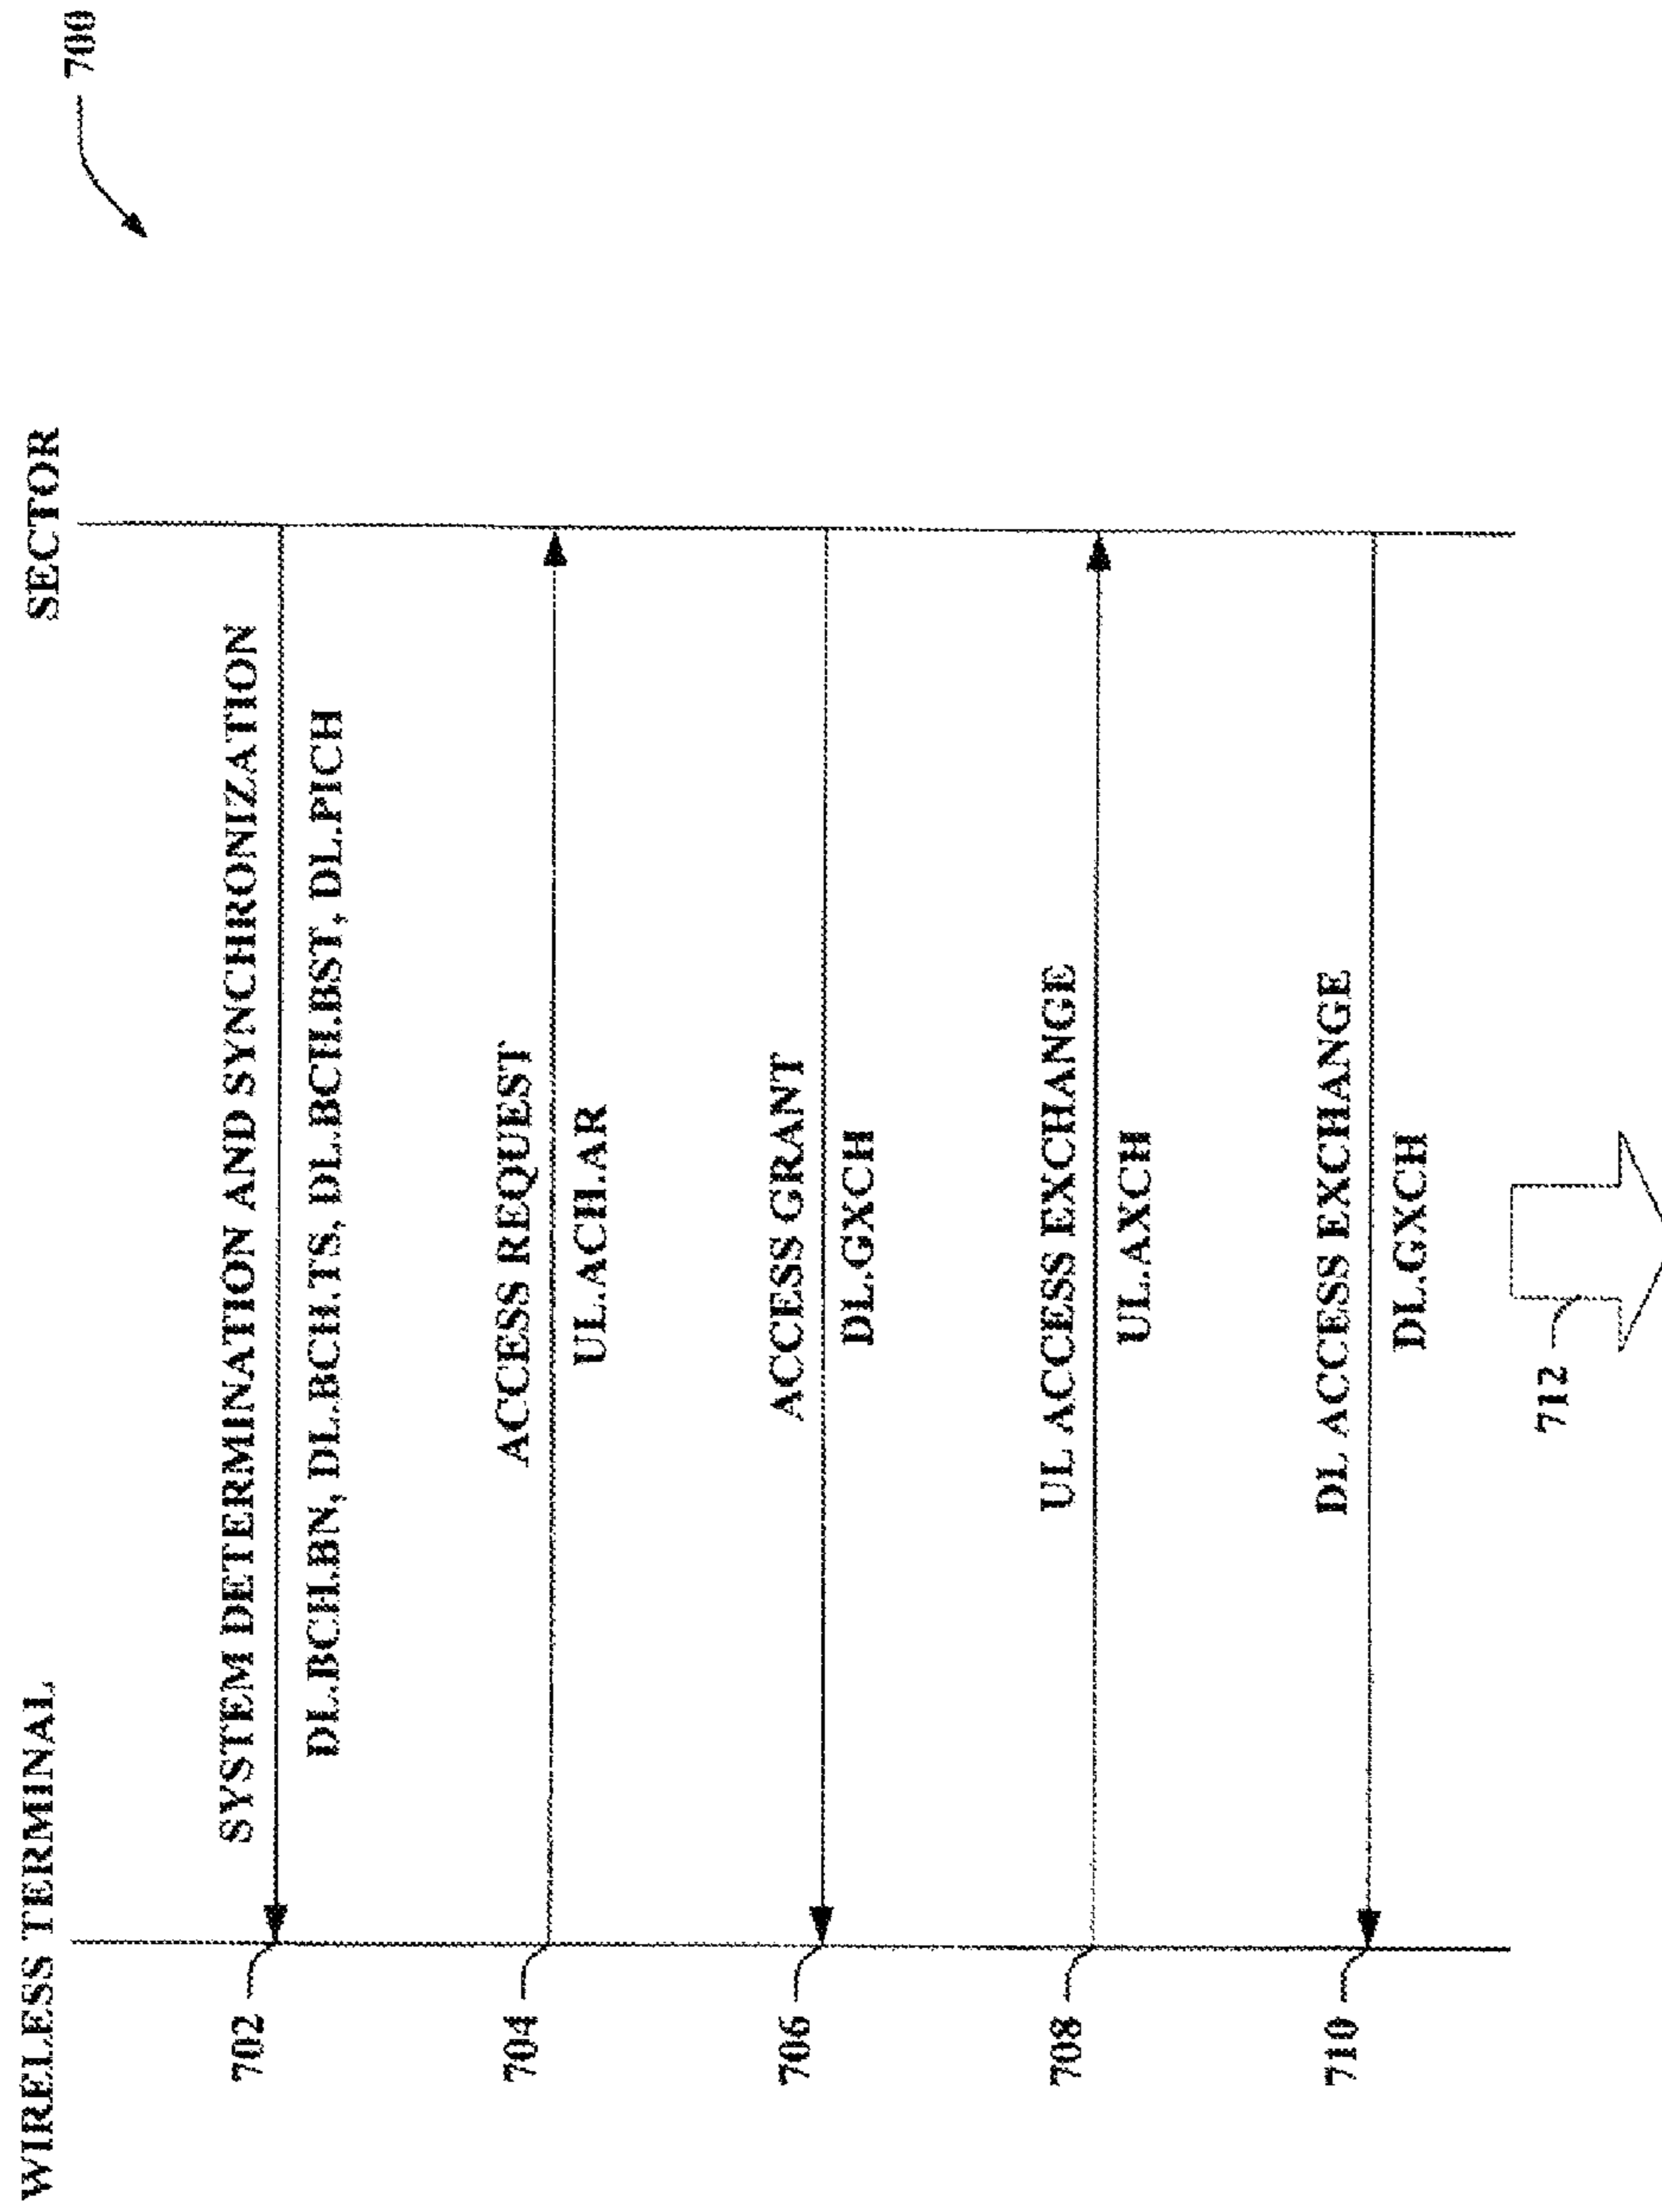 700
WIRELESS TERMINAL
SECTOR
702
SYSTEM DETERMINATION AND SYNCHRONIZATION
DL.BCH.BN, DL.BCH.TS, DL.BCH.BST, DL.PICH
704
ACCESS REQUEST
UL.ACH.AR
706
ACCESS GRANT
DL.GXCH
708
UL ACCESS EXCHANGE
UL.AXCH
710
DL ACCESS EXCHANGE
DL.GXCH
712